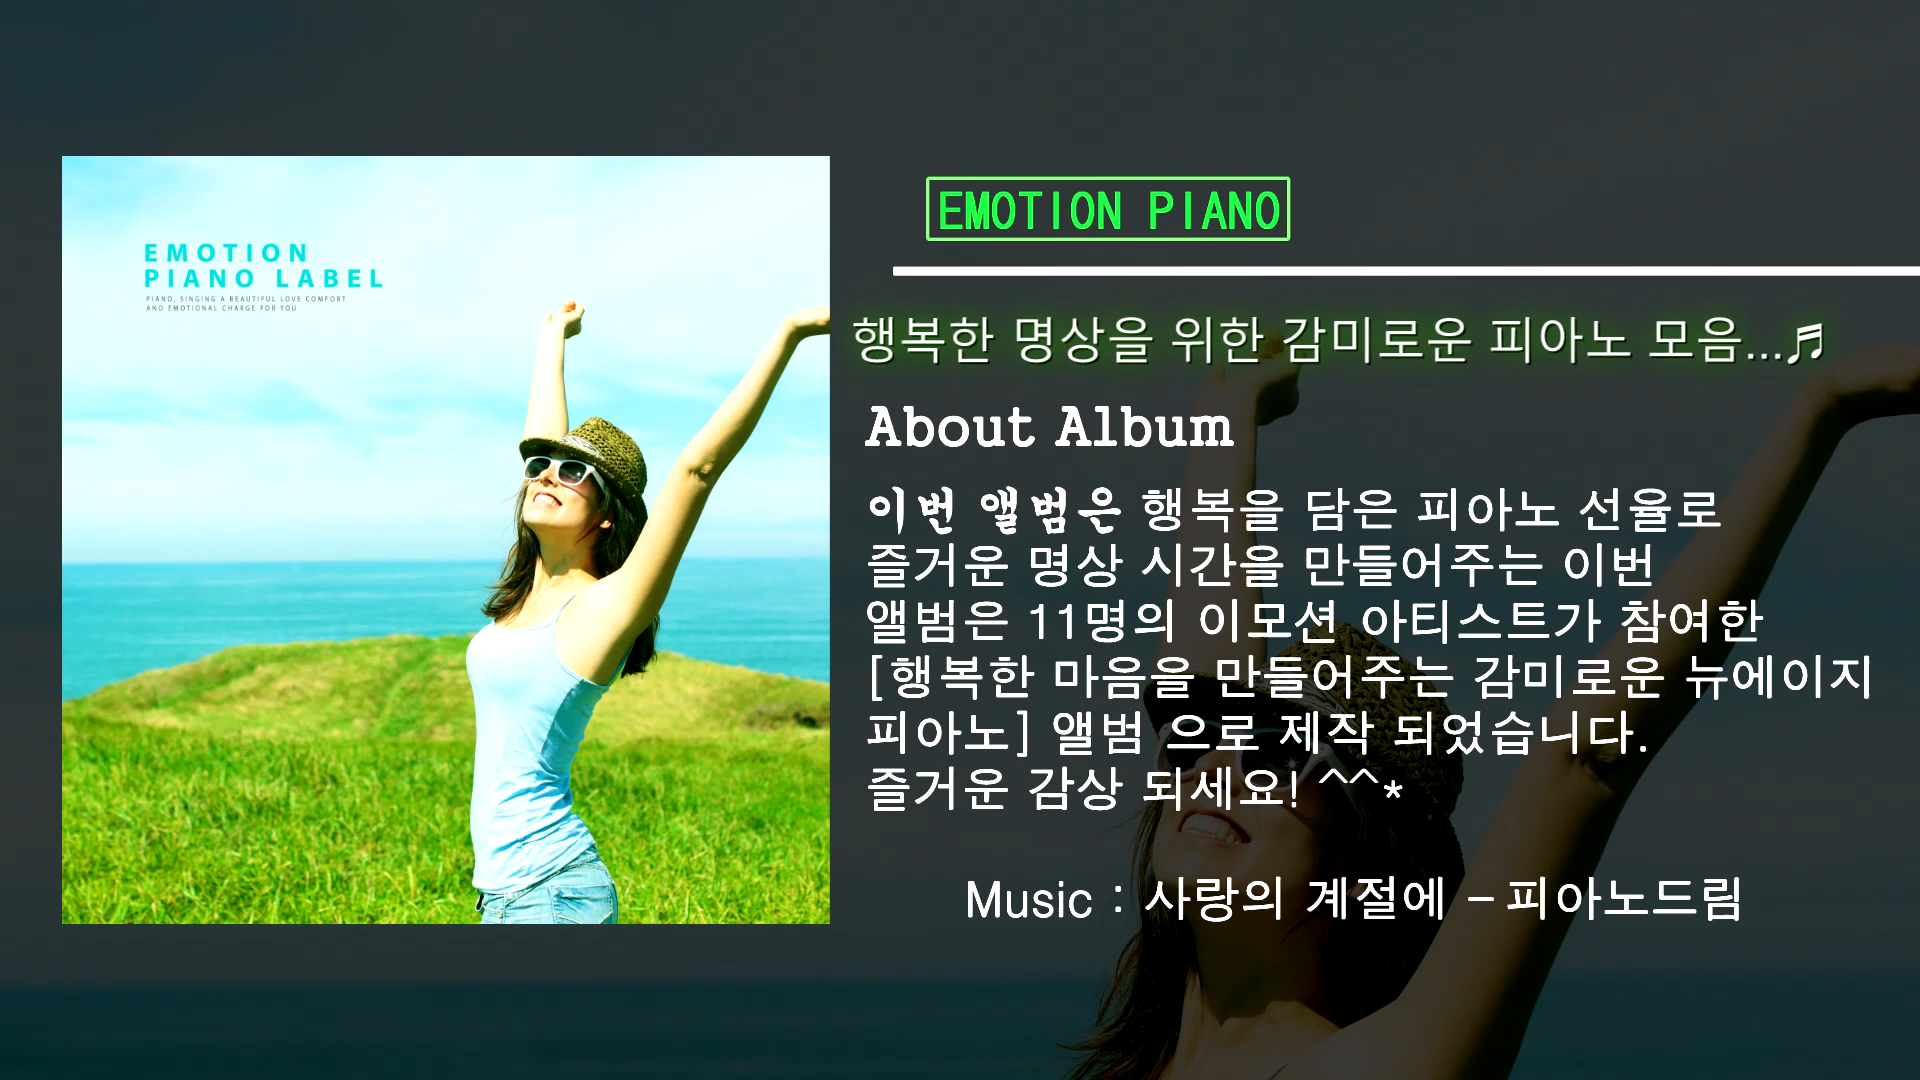 EMOTION
PIANO LABEL
PIANO, SINGING A BEAUTIFUL LOVE COMFORT
AND EMOTIONAL CHARGE FOR YOU
EMOTION PIANO
행복한 명상을 위한 감미로운 피아노 모음...♬
About Album
이번 앨범은 행복을 담은 피아노 선율로
즐거운 명상 시간을 만들어주는 이번
앨범은 11명의 이모션 아티스트가 참여한
[행복한 마음을 만들어주는 감미로운 뉴에이지
피아노] 앨범 으로 제작 되었습니다.
즐거운 감상 되세요! ^^*
Music : 사랑의 계절에 – 피아노드림